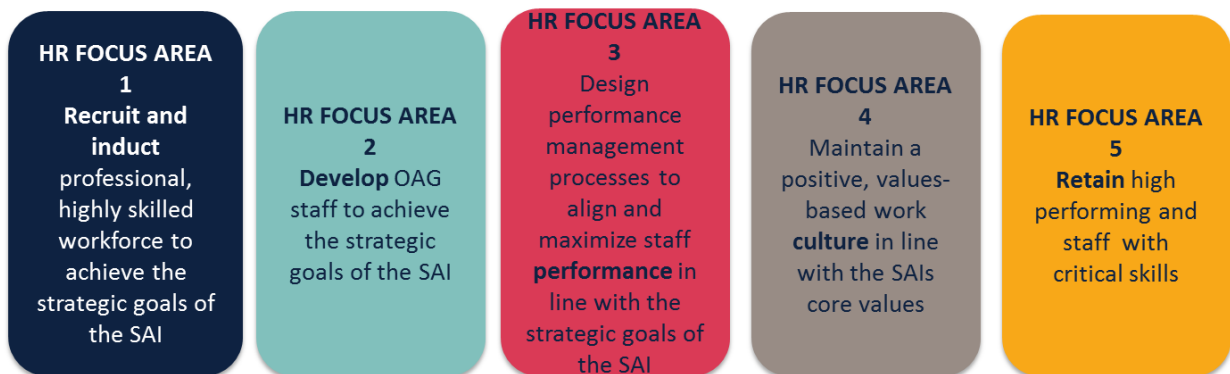 HR FOCUS AREA
1
Recruit and
induct
professional,
highly skilled
workforce to
achieve the
strategic goals of
the SAI
HR FOCUS AREA
2
Develop OAG
staff to achieve
the strategic
goals of the SAI
HR FOCUS AREA
3
Design
performance
management
processes to
align and
maximize staff
performance in
line with the
strategic goals of
the SAI
HR FOCUS AREA
4
Maintain a
positive, values-
based work
culture in line
with the SAIs
core values
HR FOCUS AREA
5
Retain high
performing and
staff with
critical skills